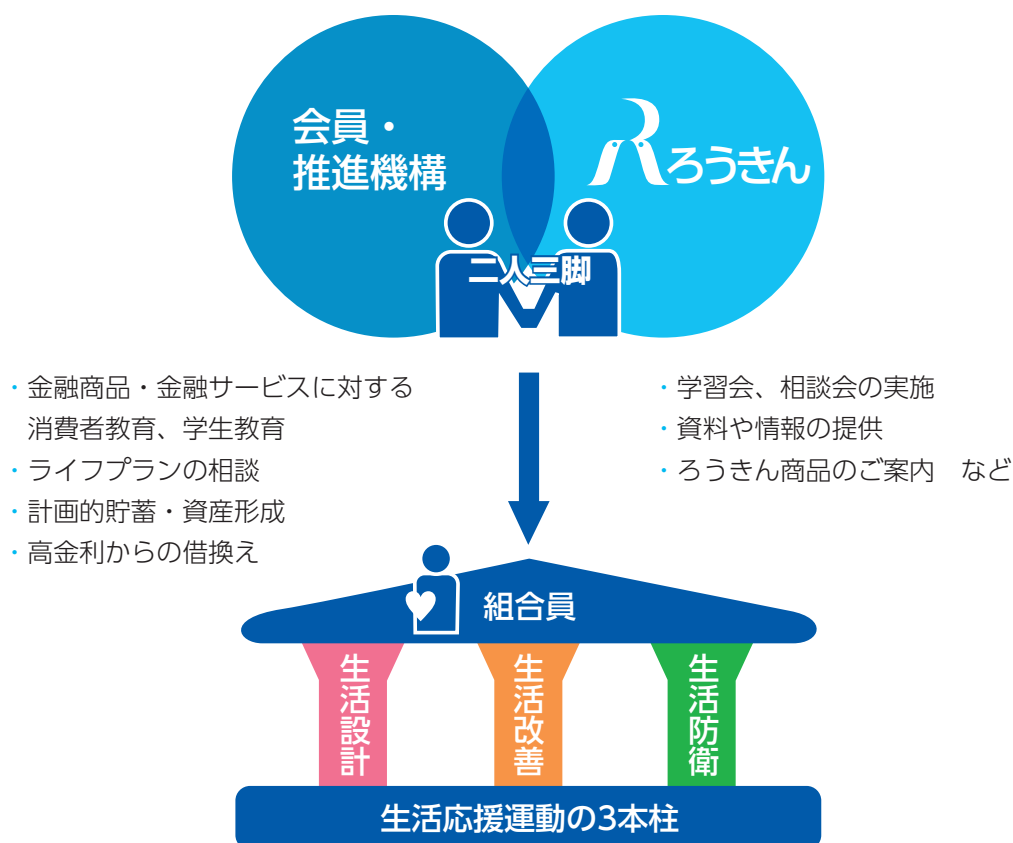 会員・
推進機構
Rろうきん
二人三脚
・金融商品・金融サービスに対する
消費者教育、学生教育
・ライフプランの相談
・計画的貯蓄・資産形成
・高金利からの借換え
・学習会、相談会の実施
・資料や情報の提供
・ろうきん商品のご案内　など
組合員
生活設計
生活改善
生活防衛
生活応援運動の3本柱